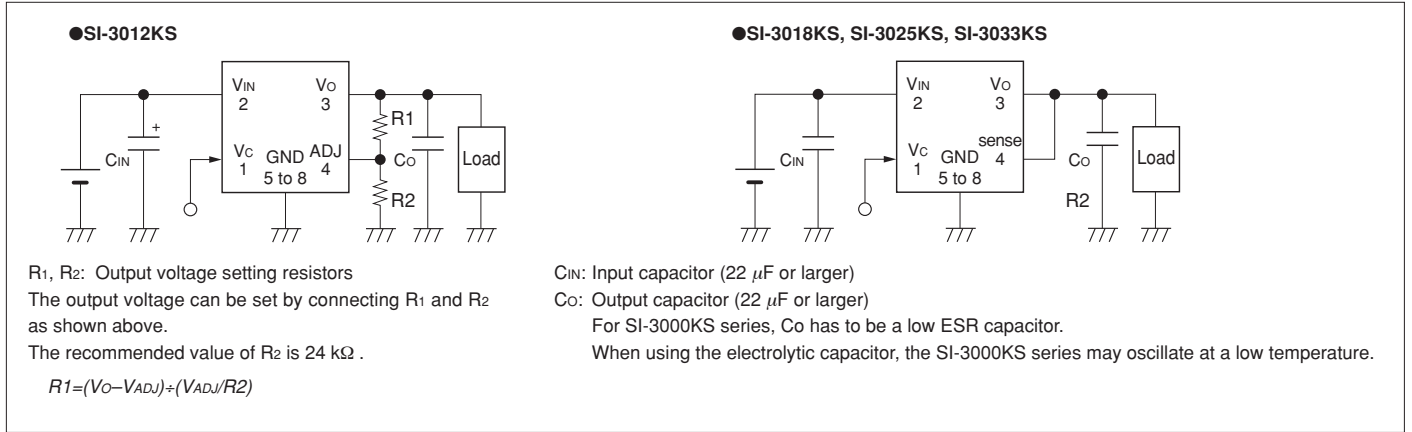 ●SI-3012KS
VIN
2
VO
3
VC
1
GND
5 to 8
ADJ
4
+
CIN
R1
R2
CO
Load
●SI-3018KS, SI-3025KS, SI-3033KS
VIN
2
VO
3
VC
1
GND
5 to 8
sense
4
CIN
CO
R2
Load
R1, R2: Output voltage setting resistors
The output voltage can be set by connecting R1 and R2
as shown above.
The recommended value of R2 is 24 kΩ .
R1=(VO–VADJ)÷(VADJ/R2)
CIN: Input capacitor (22 µF or larger)
CO: Output capacitor (22 µF or larger)
For SI-3000KS series, Co has to be a low ESR capacitor.
When using the electrolytic capacitor, the SI-3000KS series may oscillate at a low temperature.